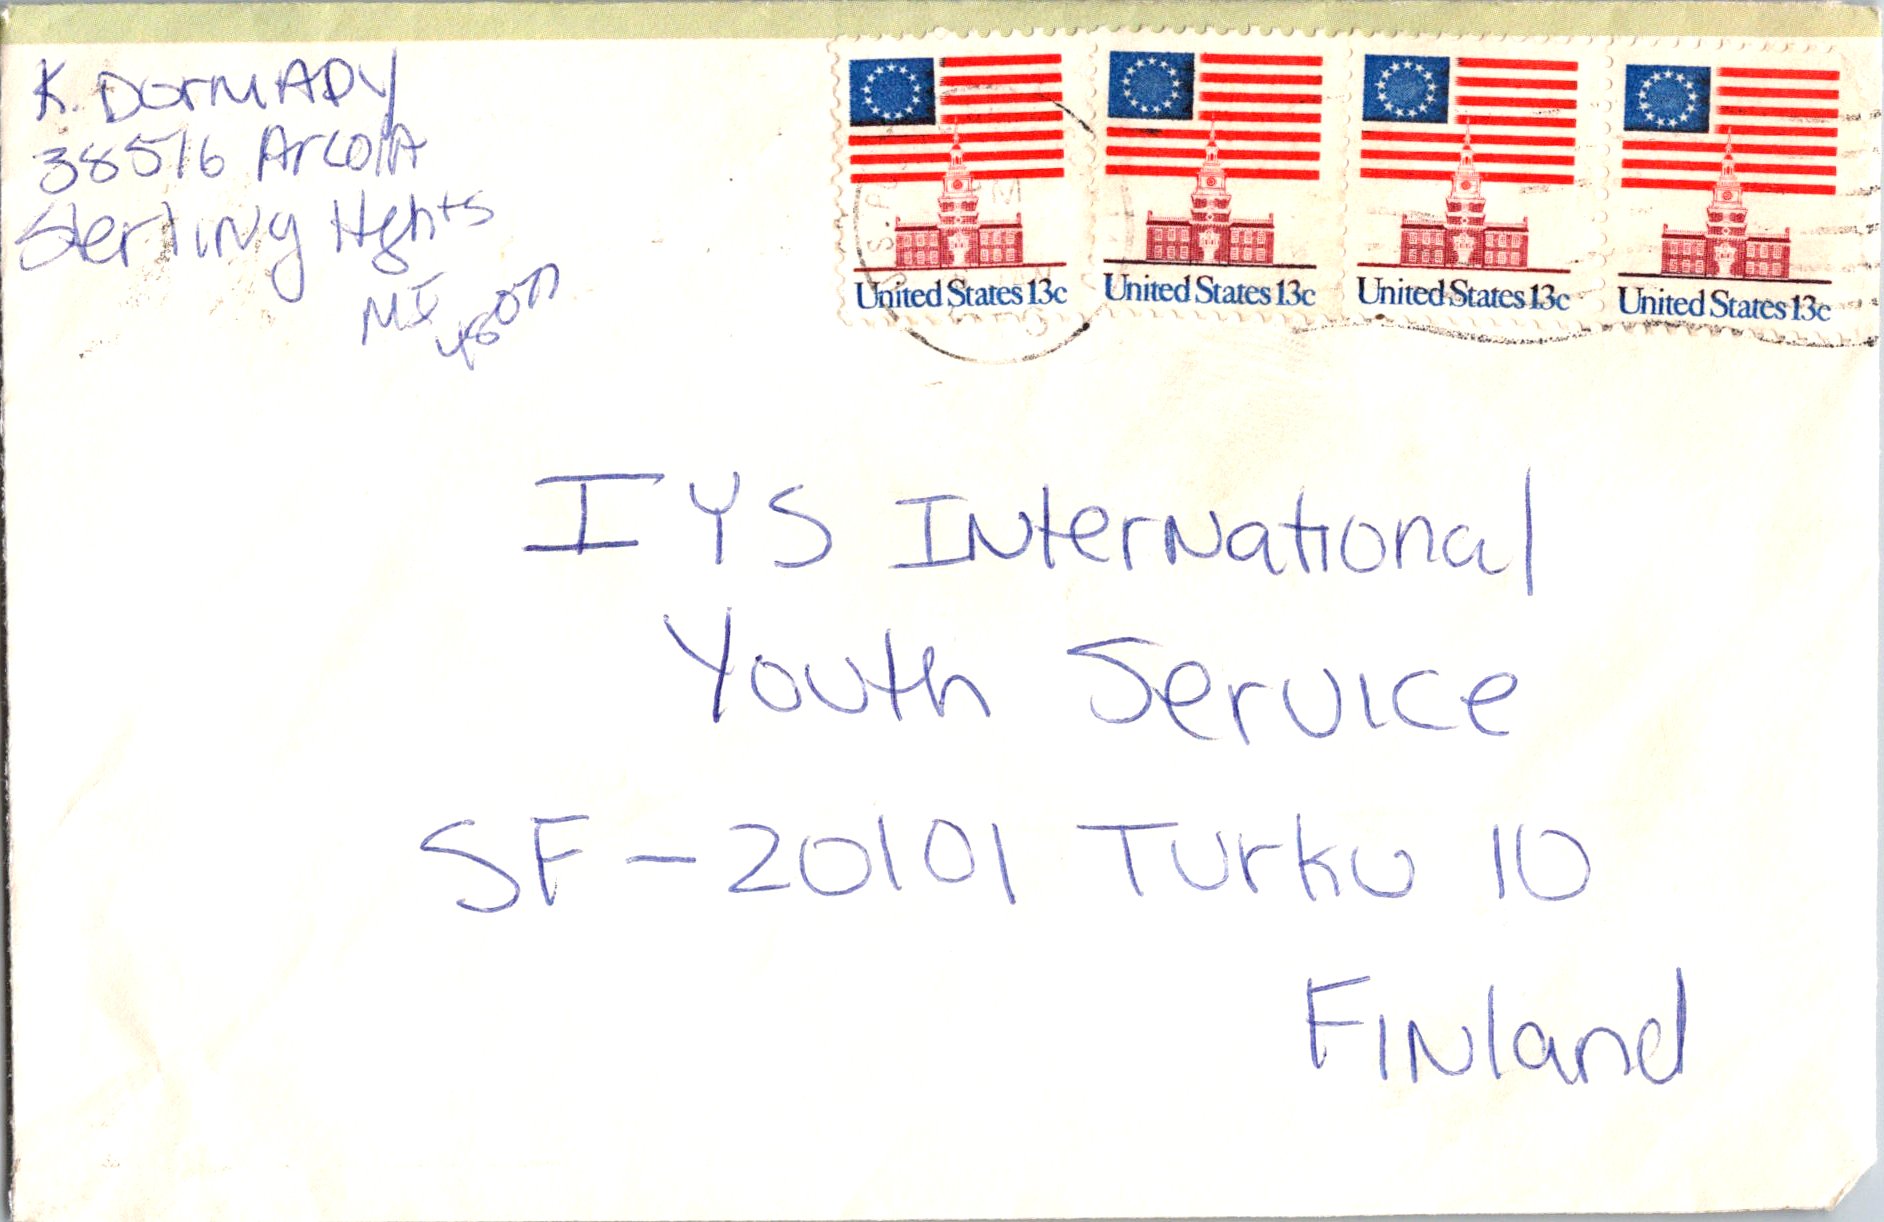 K. DOrMADY
38516 Arcola
Sterling Hghts
MI 48077
United States 13c
United States 13c
United States 13c
United States 13c
IYS International
Youth Service
SF-20101 Turku 10
Finland